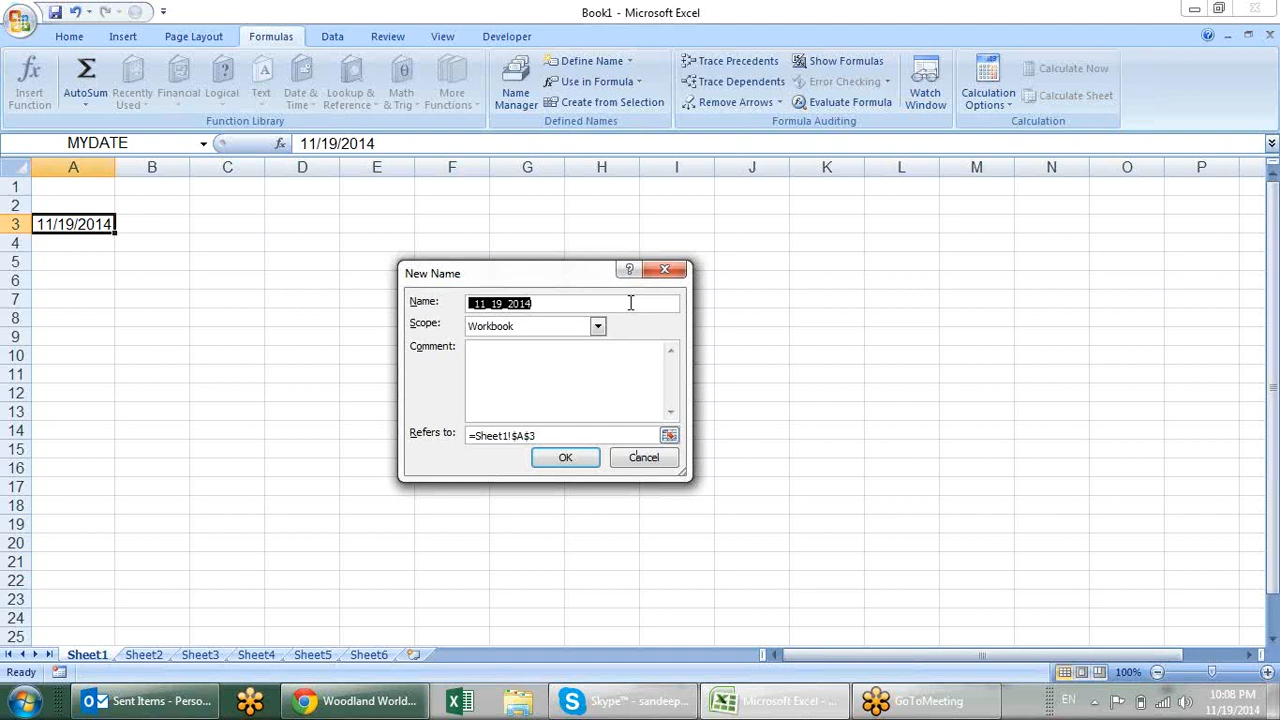 Book1 - Microsoft Excel
Home Insert Page Layout Formulas Data Review View Developer
Insert Function
AutoSum
Recently Used
Financial
Logical
Text
Date & Time
Lookup & Reference
Math & Trig
More Functions
Function Library
Name Manager
Define Name
Use in Formula
Create from Selection
Defined Names
Trace Precedents
Trace Dependents
Remove Arrows
Show Formulas
Error Checking
Evaluate Formula
Formula Auditing
Watch Window
Calculation Options
Calculate Now
Calculate Sheet
Calculation
MYDATE fx 11/19/2014
A B C D E F G H I J K L M N O P
1
2
3 11/19/2014
4
5
6
7
8
9
10
11
12
13
14
15
16
17
18
19
20
21
22
23
24
25
New Name
Name: _11_19_2014
Scope: Workbook
Comment:
Refers to: =Sheet1!$A$3
OK Cancel
Sheet1 Sheet2 Sheet3 Sheet4 Sheet5 Sheet6
Ready 100%
Sent Items - Perso...
Woodland World...
Skype™ - sandeep...
Microsoft Excel - ...
GoToMeeting
EN
10:08 PM
11/19/2014